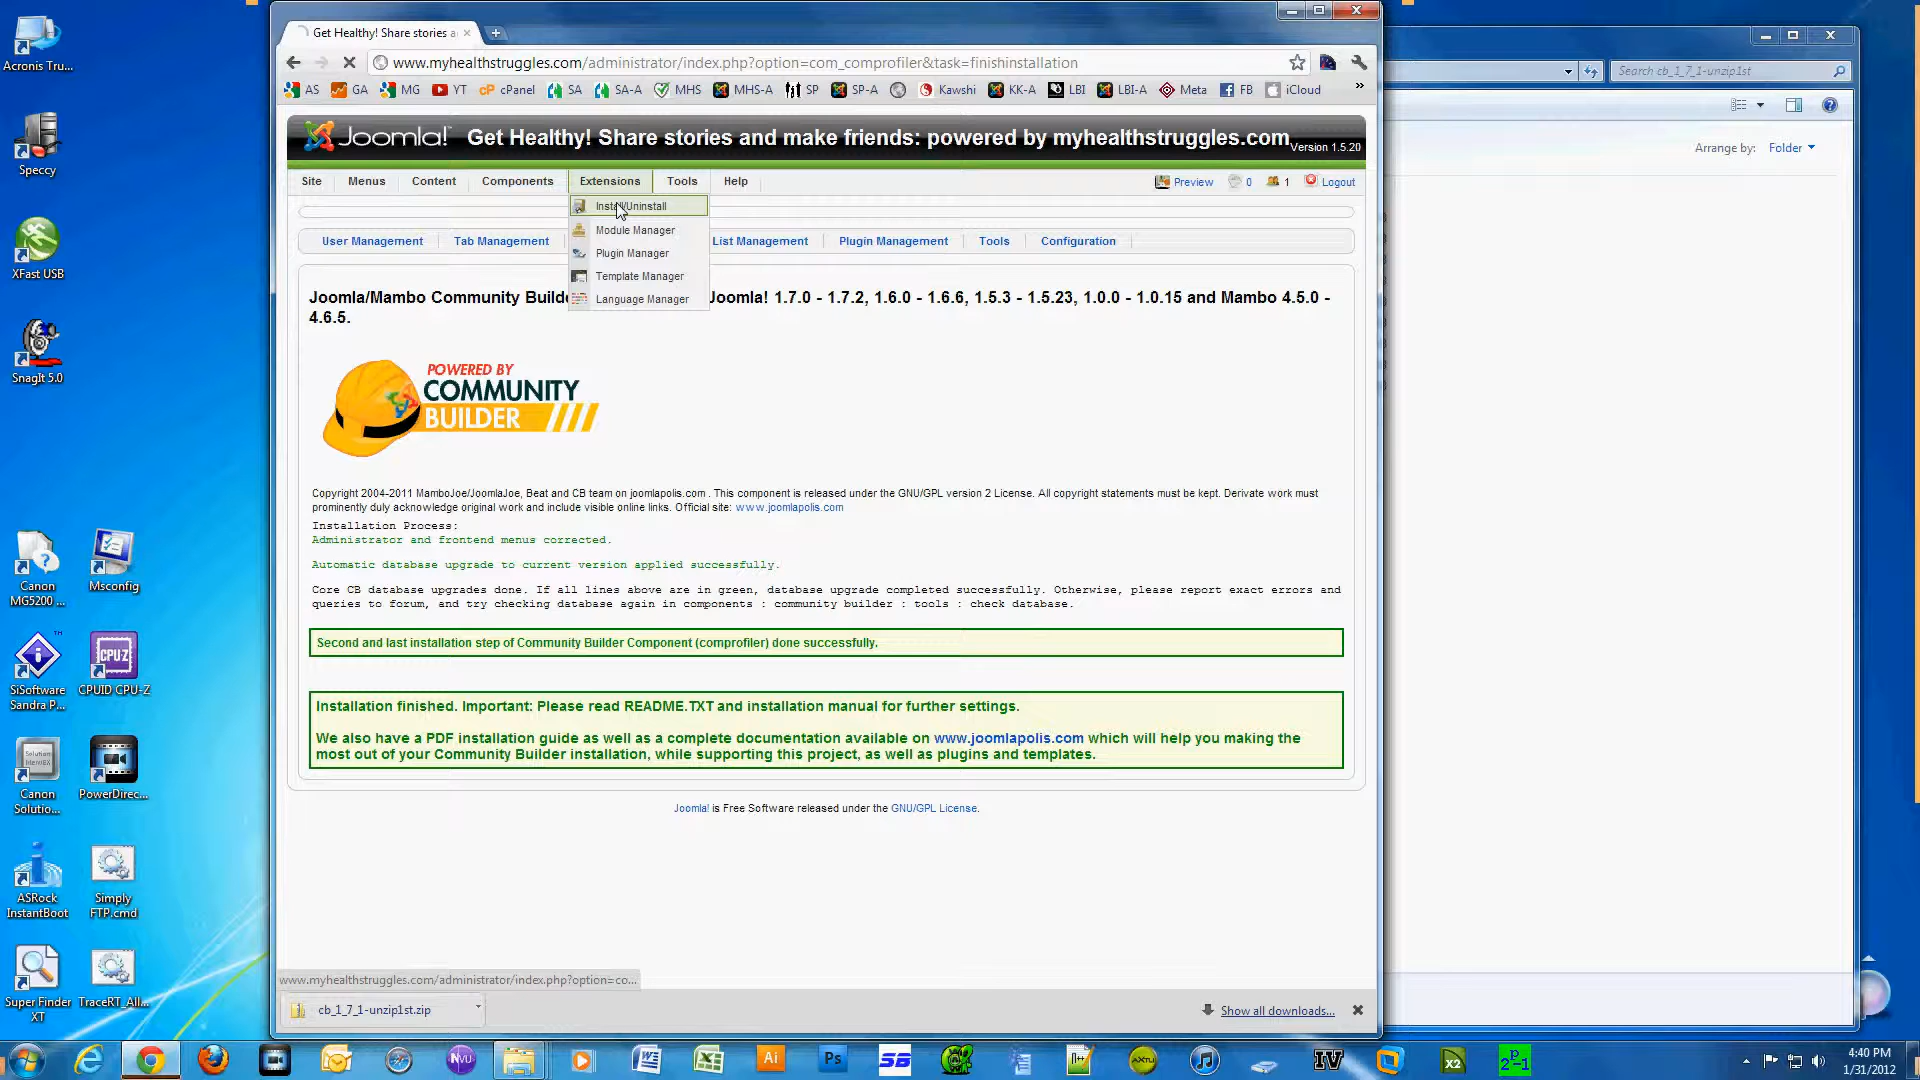 Acronis Tru...
Speccy
XFast USB
SnagIt 5.0
Canon MG5200 ...
Msconfig
SiSoftware Sandra P...
CPUID CPU-Z
Canon Solutio...
PowerDirec...
ASRock InstantBoot
Simply FTP.cmd
Super Finder XT
TraceRT_All...
Get Healthy! Share stories a
www.myhealthstruggles.com/administrator/index.php?option=com_comprofiler&task=finishinstallation
AS GA MG YT cPanel SA SA-A MHS MHS-A SP SP-A Kawshi KK-A LBI LBI-A Meta FB iCloud »
Joomla! Get Healthy! Share stories and make friends: powered by myhealthstruggles.com Version 1.5.20
Site Menus Content Components Extensions Tools Help Preview 0 1 Logout
Install/Uninstall
Module Manager
Plugin Manager
Template Manager
Language Manager
User Management Tab Management List Management Plugin Management Tools Configuration
Joomla/Mambo Community Builde Joomla! 1.7.0 - 1.7.2, 1.6.0 - 1.6.6, 1.5.3 - 1.5.23, 1.0.0 - 1.0.15 and Mambo 4.5.0 -
4.6.5.
POWERED BY
COMMUNITY
BUILDER
Copyright 2004-2011 MamboJoe/JoomlaJoe, Beat and CB team on joomlapolis.com . This component is released under the GNU/GPL version 2 License. All copyright statements must be kept. Derivate work must
prominently duly acknowledge original work and include visible online links. Official site: www.joomlapolis.com
Installation Process:
Administrator and frontend menus corrected.
Automatic database upgrade to current version applied successfully.
Core CB database upgrades done. If all lines above are in green, database upgrade completed successfully. Otherwise, please report exact errors and
queries to forum, and try checking database again in components : community builder : tools : check database.
Second and last installation step of Community Builder Component (comprofiler) done successfully.
Installation finished. Important: Please read README.TXT and installation manual for further settings.
We also have a PDF installation guide as well as a complete documentation available on www.joomlapolis.com which will help you making the
most out of your Community Builder installation, while supporting this project, as well as plugins and templates.
Joomla! is Free Software released under the GNU/GPL License.
www.myhealthstruggles.com/administrator/index.php?option=co...
cb_1_7_1-unzip1st.zip
Show all downloads...
Search cb_1_7_1-unzip1st
Arrange by: Folder
4:40 PM
1/31/2012